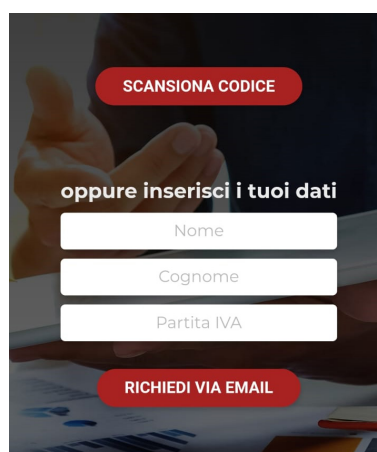 SCANSIONA CODICE
oppure inserisci i tuoi dati
Nome
Cognome
Partita IVA
RICHIEDI VIA EMAIL